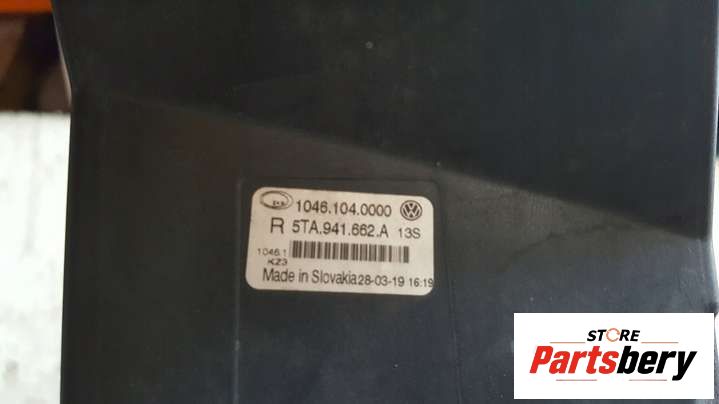 1046.104.0000
R 5TA.941.662.A 13S
1046.1
KZ3
Made in Slovakia 28-03-19 16:19
STORE
Partsbery